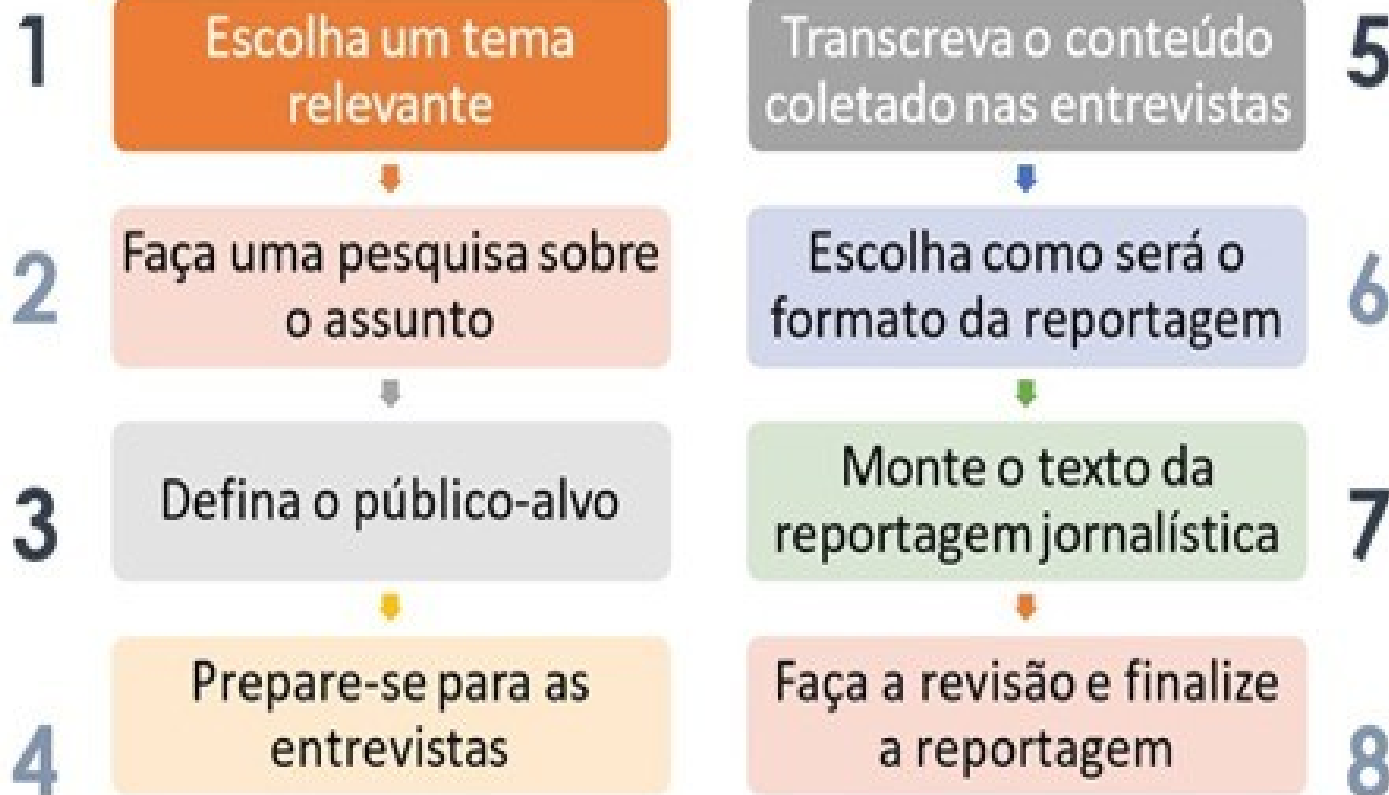 1
Escolha um tema
relevante
2
Faça uma pesquisa sobre
o assunto
3
Defina o público-alvo
4
Prepare-se para as
entrevistas
5
Transcreva o conteúdo
coletado nas entrevistas
6
Escolha como será o
formato da reportagem
7
Monte o texto da
reportagem jornalística
8
Faça a revisão e finalize
a reportagem